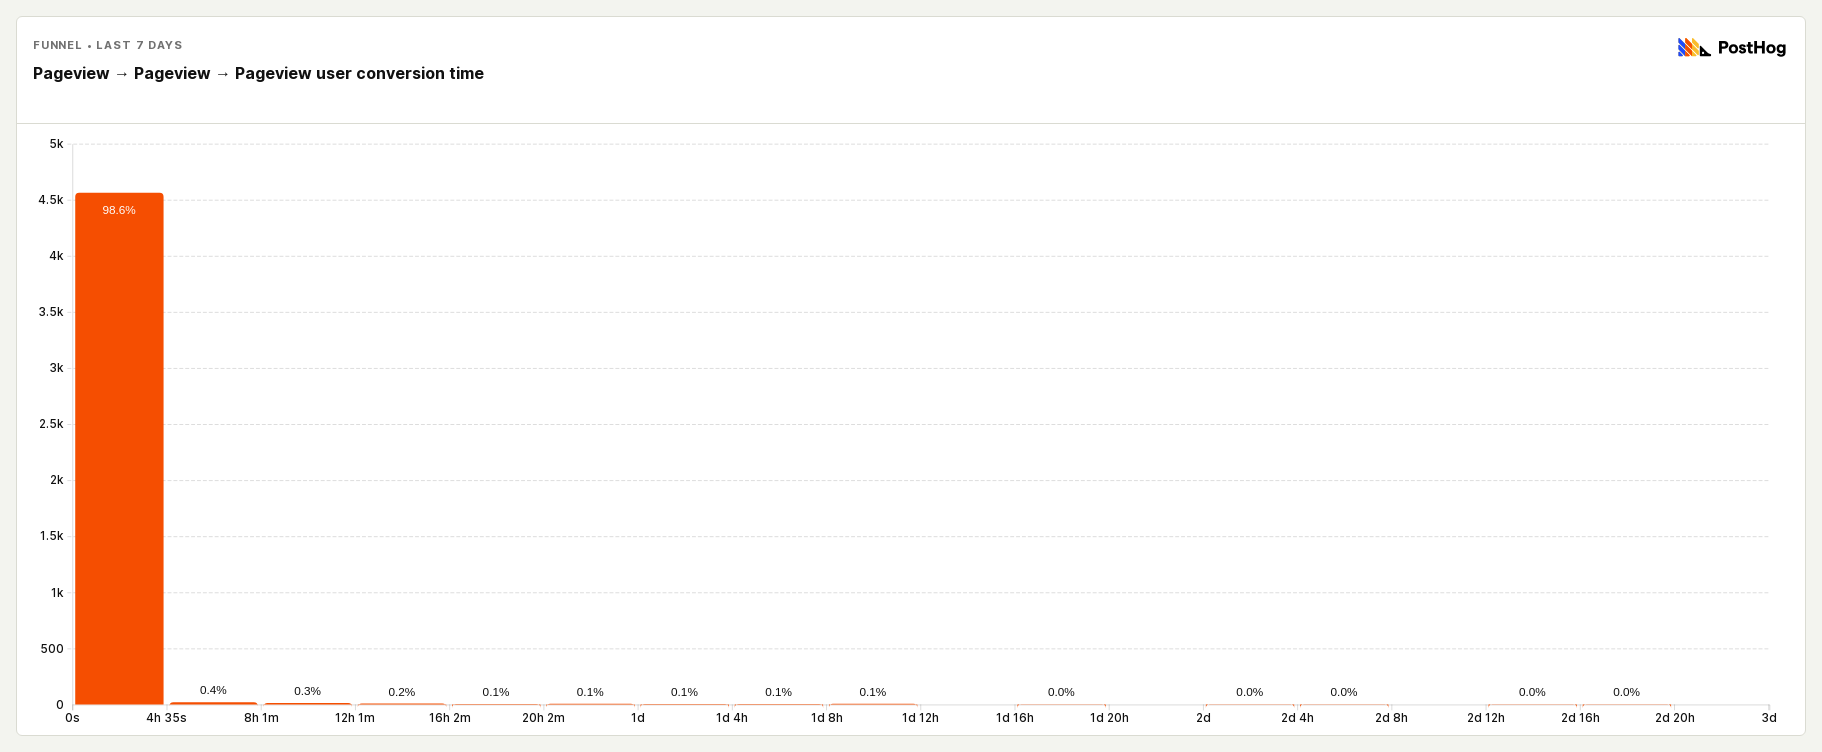 FUNNEL • LAST 7 DAYS
PostHog
Pageview → Pageview → Pageview user conversion time
5k
4.5k
4k
3.5k
3k
2.5k
2k
1.5k
1k
500
0
98.6%
0.4%
0.3%
0.2%
0.1%
0.1%
0.1%
0.1%
0.1%
0.0%
0.0%
0.0%
0.0%
0.0%
0s
4h 35s
8h 1m
12h 1m
16h 2m
20h 2m
1d
1d 4h
1d 8h
1d 12h
1d 16h
1d 20h
2d
2d 4h
2d 8h
2d 12h
2d 16h
2d 20h
3d